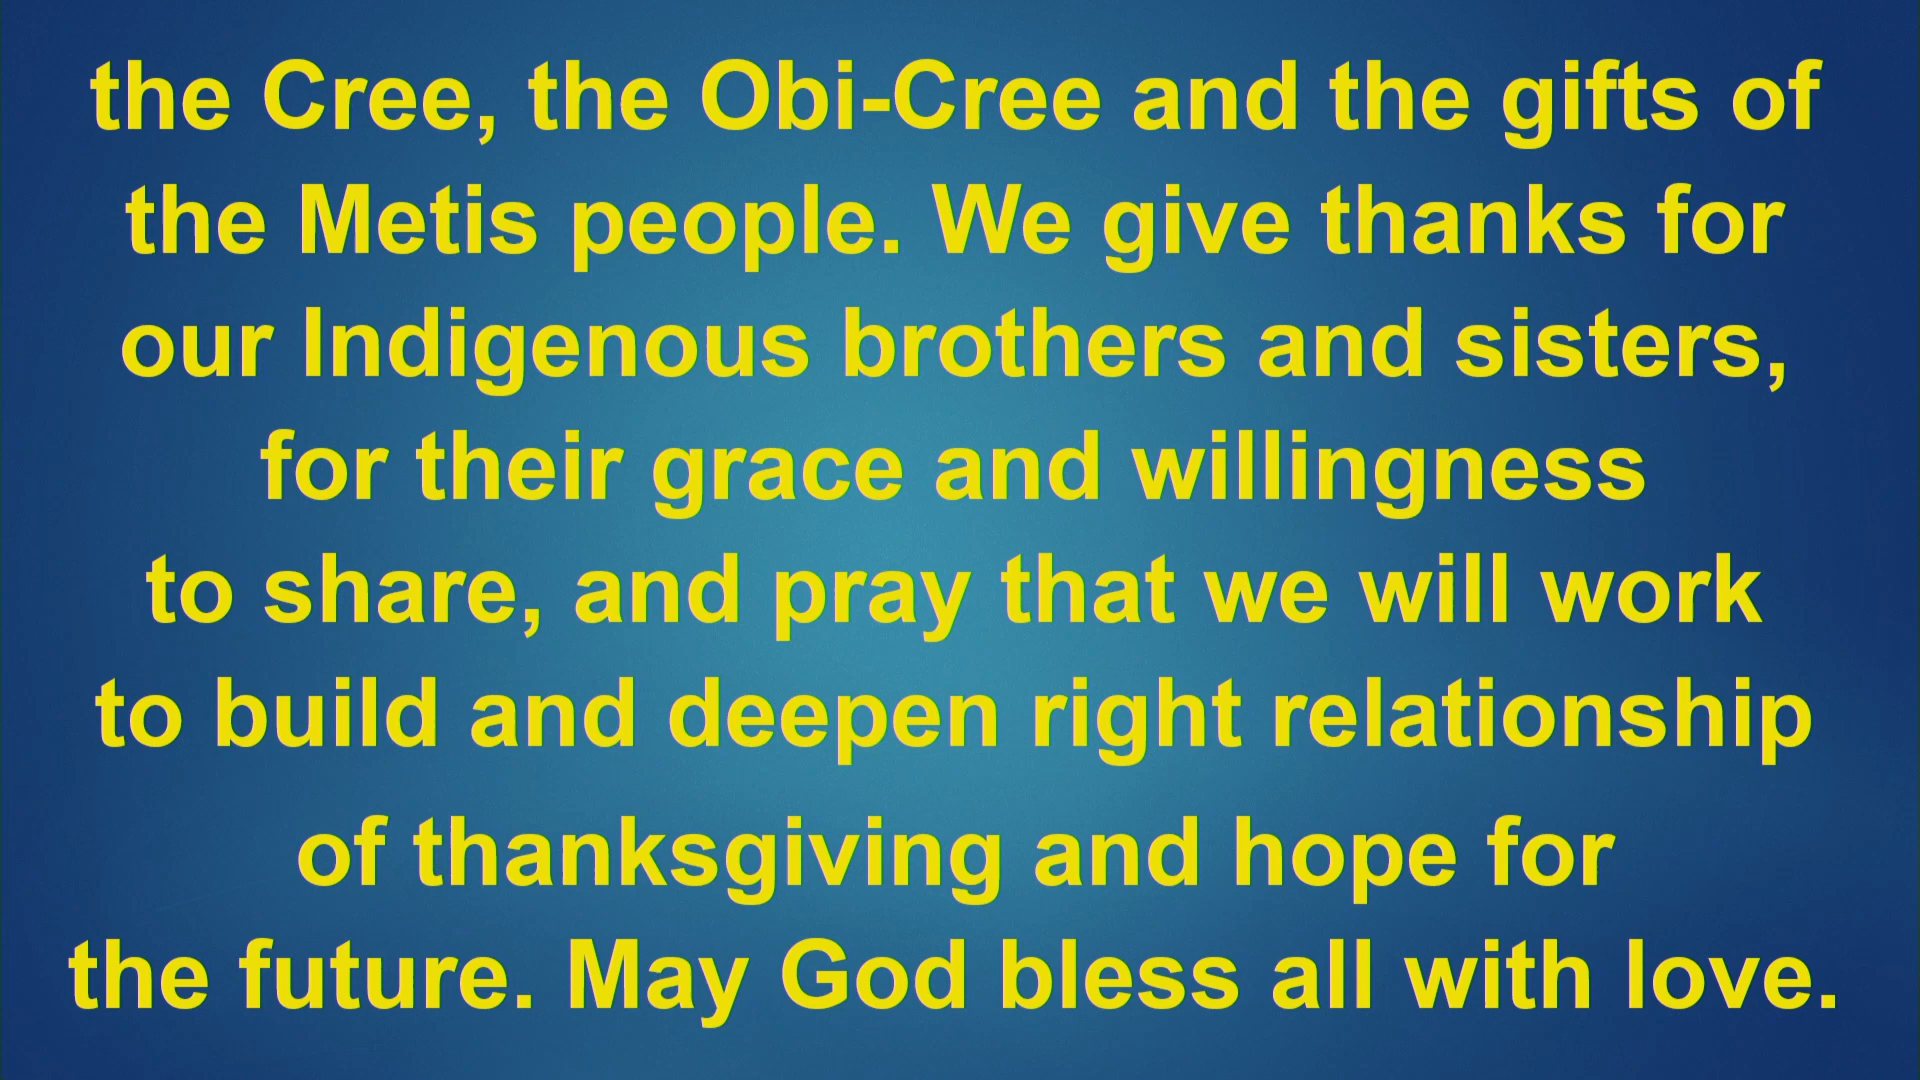 the Cree, the Obi-Cree and the gifts of
the Metis people. We give thanks for
our Indigenous brothers and sisters,
for their grace and willingness
to share, and pray that we will work
to build and deepen right relationship
of thanksgiving and hope for
the future. May God bless all with love.